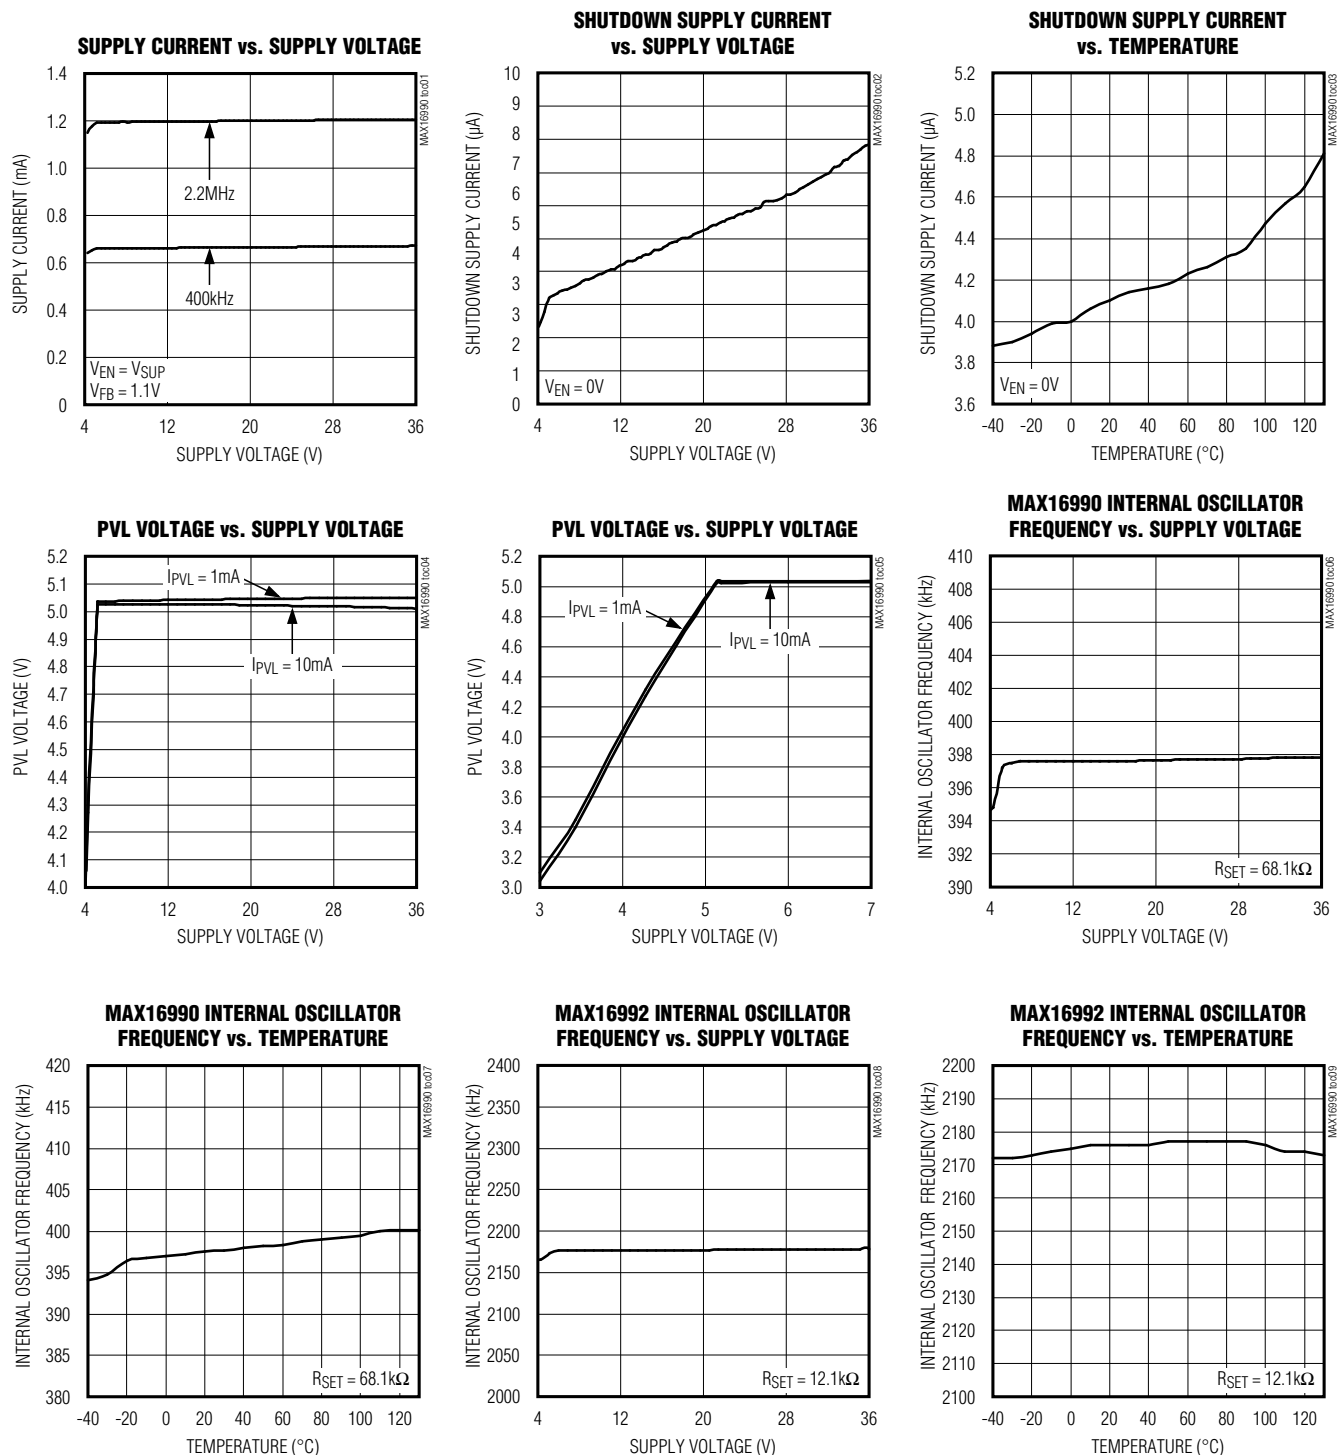 SUPPLY CURRENT vs. SUPPLY VOLTAGE
MAX16990 toc01
SUPPLY CURRENT (mA)
1.4
1.2
1.0
0.8
0.6
0.4
0.2
0
2.2MHz
400kHz
VEN = VSUP
VFB = 1.1V
4 12 20 28 36
SUPPLY VOLTAGE (V)
SHUTDOWN SUPPLY CURRENT
vs. SUPPLY VOLTAGE
MAX16990 toc02
SHUTDOWN SUPPLY CURRENT (µA)
10
9
8
7
6
5
4
3
3
2
1
0
VEN = 0V
4 12 20 28 36
SUPPLY VOLTAGE (V)
SHUTDOWN SUPPLY CURRENT
vs. TEMPERATURE
MAX16990 toc03
SHUTDOWN SUPPLY CURRENT (µA)
5.2
5.0
4.8
4.6
4.4
4.2
4.0
3.8
3.6
VEN = 0V
-40 -20 0 20 40 60 80 100 120
TEMPERATURE (°C)
PVL VOLTAGE vs. SUPPLY VOLTAGE
MAX16990 toc04
PVL VOLTAGE (V)
5.2
5.1
5.0
4.9
4.8
4.7
4.6
4.5
4.4
4.3
4.2
4.1
4.0
IPVL = 1mA
IPVL = 10mA
4 12 20 28 36
SUPPLY VOLTAGE (V)
PVL VOLTAGE vs. SUPPLY VOLTAGE
MAX16990 toc05
PVL VOLTAGE (V)
5.2
5.0
4.8
4.6
4.4
4.2
4.0
3.8
3.6
3.4
3.2
3.0
IPVL = 1mA
IPVL = 10mA
3 4 5 6 7
SUPPLY VOLTAGE (V)
MAX16990 INTERNAL OSCILLATOR
FREQUENCY vs. SUPPLY VOLTAGE
MAX16990 toc06
INTERNAL OSCILLATOR FREQUENCY (kHz)
410
408
406
404
402
400
398
396
394
392
390
RSET = 68.1kΩ
4 12 20 28 36
SUPPLY VOLTAGE (V)
MAX16990 INTERNAL OSCILLATOR
FREQUENCY vs. TEMPERATURE
MAX16990 toc07
INTERNAL OSCILLATOR FREQUENCY (kHz)
420
415
410
405
400
395
390
385
380
RSET = 68.1kΩ
-40 -20 0 20 40 60 80 100 120
TEMPERATURE (°C)
MAX16992 INTERNAL OSCILLATOR
FREQUENCY vs. SUPPLY VOLTAGE
MAX16990 toc08
INTERNAL OSCILLATOR FREQUENCY (kHz)
2400
2350
2300
2250
2200
2150
2100
2050
2000
RSET = 12.1kΩ
4 12 20 28 36
SUPPLY VOLTAGE (V)
MAX16992 INTERNAL OSCILLATOR
FREQUENCY vs. TEMPERATURE
MAX16990 toc09
INTERNAL OSCILLATOR FREQUENCY (kHz)
2200
2190
2180
2170
2160
2150
2140
2130
2120
2110
2100
RSET = 12.1kΩ
-40 -20 0 20 40 60 80 100 120
TEMPERATURE (°C)